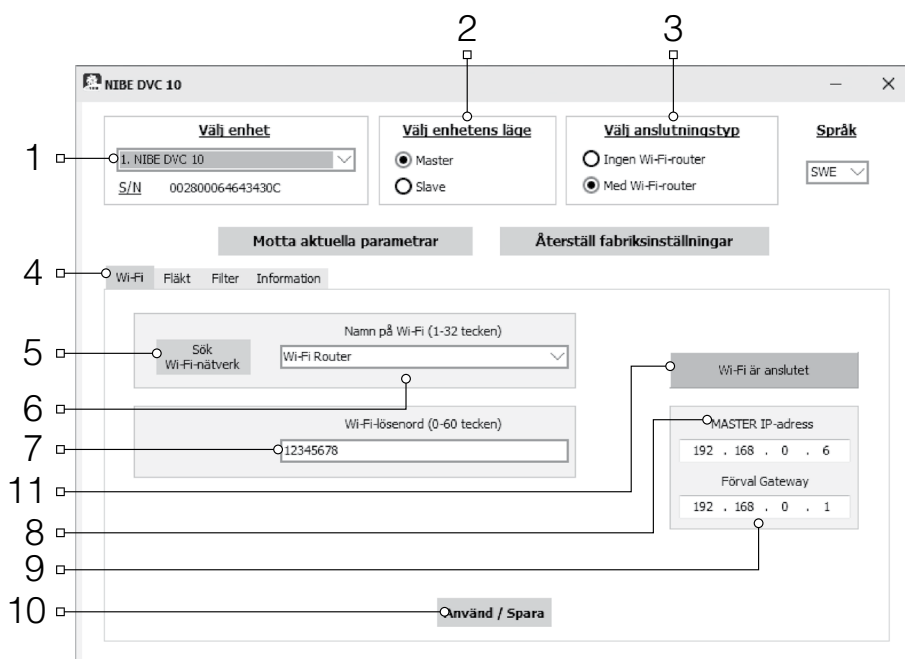 2
3
NIBE DVC 10
Välj enhet
Välj enhetens läge
Välj anslutningstyp
Språk
1
1. NIBE DVC 10
Master
Ingen Wi-Fi-router
SWE
S/N 002800064643430C
Slave
Med Wi-Fi-router
Motta aktuella parametrar
Återställ fabriksinställningar
4
Wi-Fi Fläkt Filter Information
Namn på Wi-Fi (1-32 tecken)
5
Sök
Wi-Fi-nätverk
Wi-Fi Router
Wi-Fi är anslutet
6
Wi-Fi-lösenord (0-60 tecken)
7
12345678
MASTER IP-adress
192 . 168 . 0 . 6
11
Förval Gateway
192 . 168 . 0 . 1
8
9
10
Använd / Spara